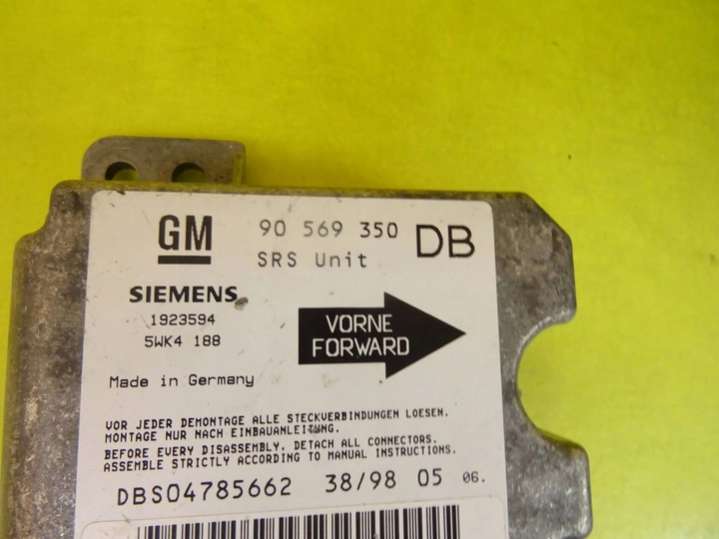 GM 90 569 350 DB
SRS Unit
SIEMENS
1923594
5WK4 188
VORNE
FORWARD
Made in Germany
VOR JEDER DEMONTAGE ALLE STECKVERBINDUNGEN LOESEN.
MONTAGE NUR NACH EINBAUANLEITUNG.
BEFORE EVERY DISASSEMBLY, DETACH ALL CONNECTORS.
ASSEMBLE STRICTLY ACCORDING TO MANUAL INSTRUCTIONS.
DBS04785662 38/98 05 06.